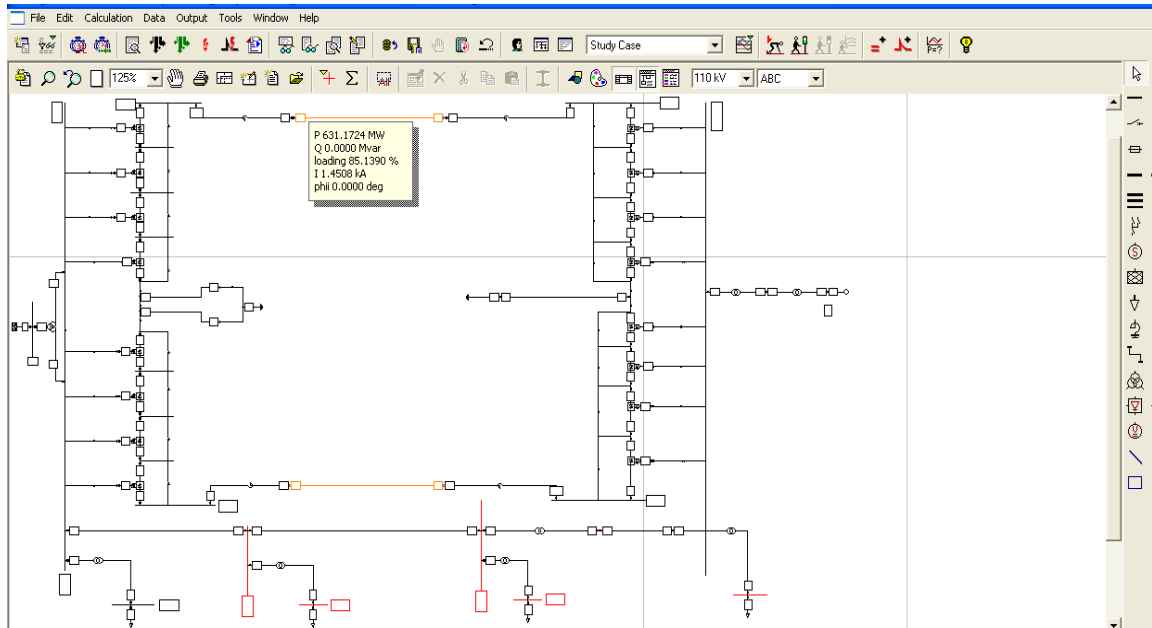 File Edit Calculation Data Output Tools Window Help
Study Case
125%
110 kV
ABC
P 631.1724 MW
Q 0.0000 Mvar
loading 85.1390 %
I 1.4508 kA
phii 0.0000 deg